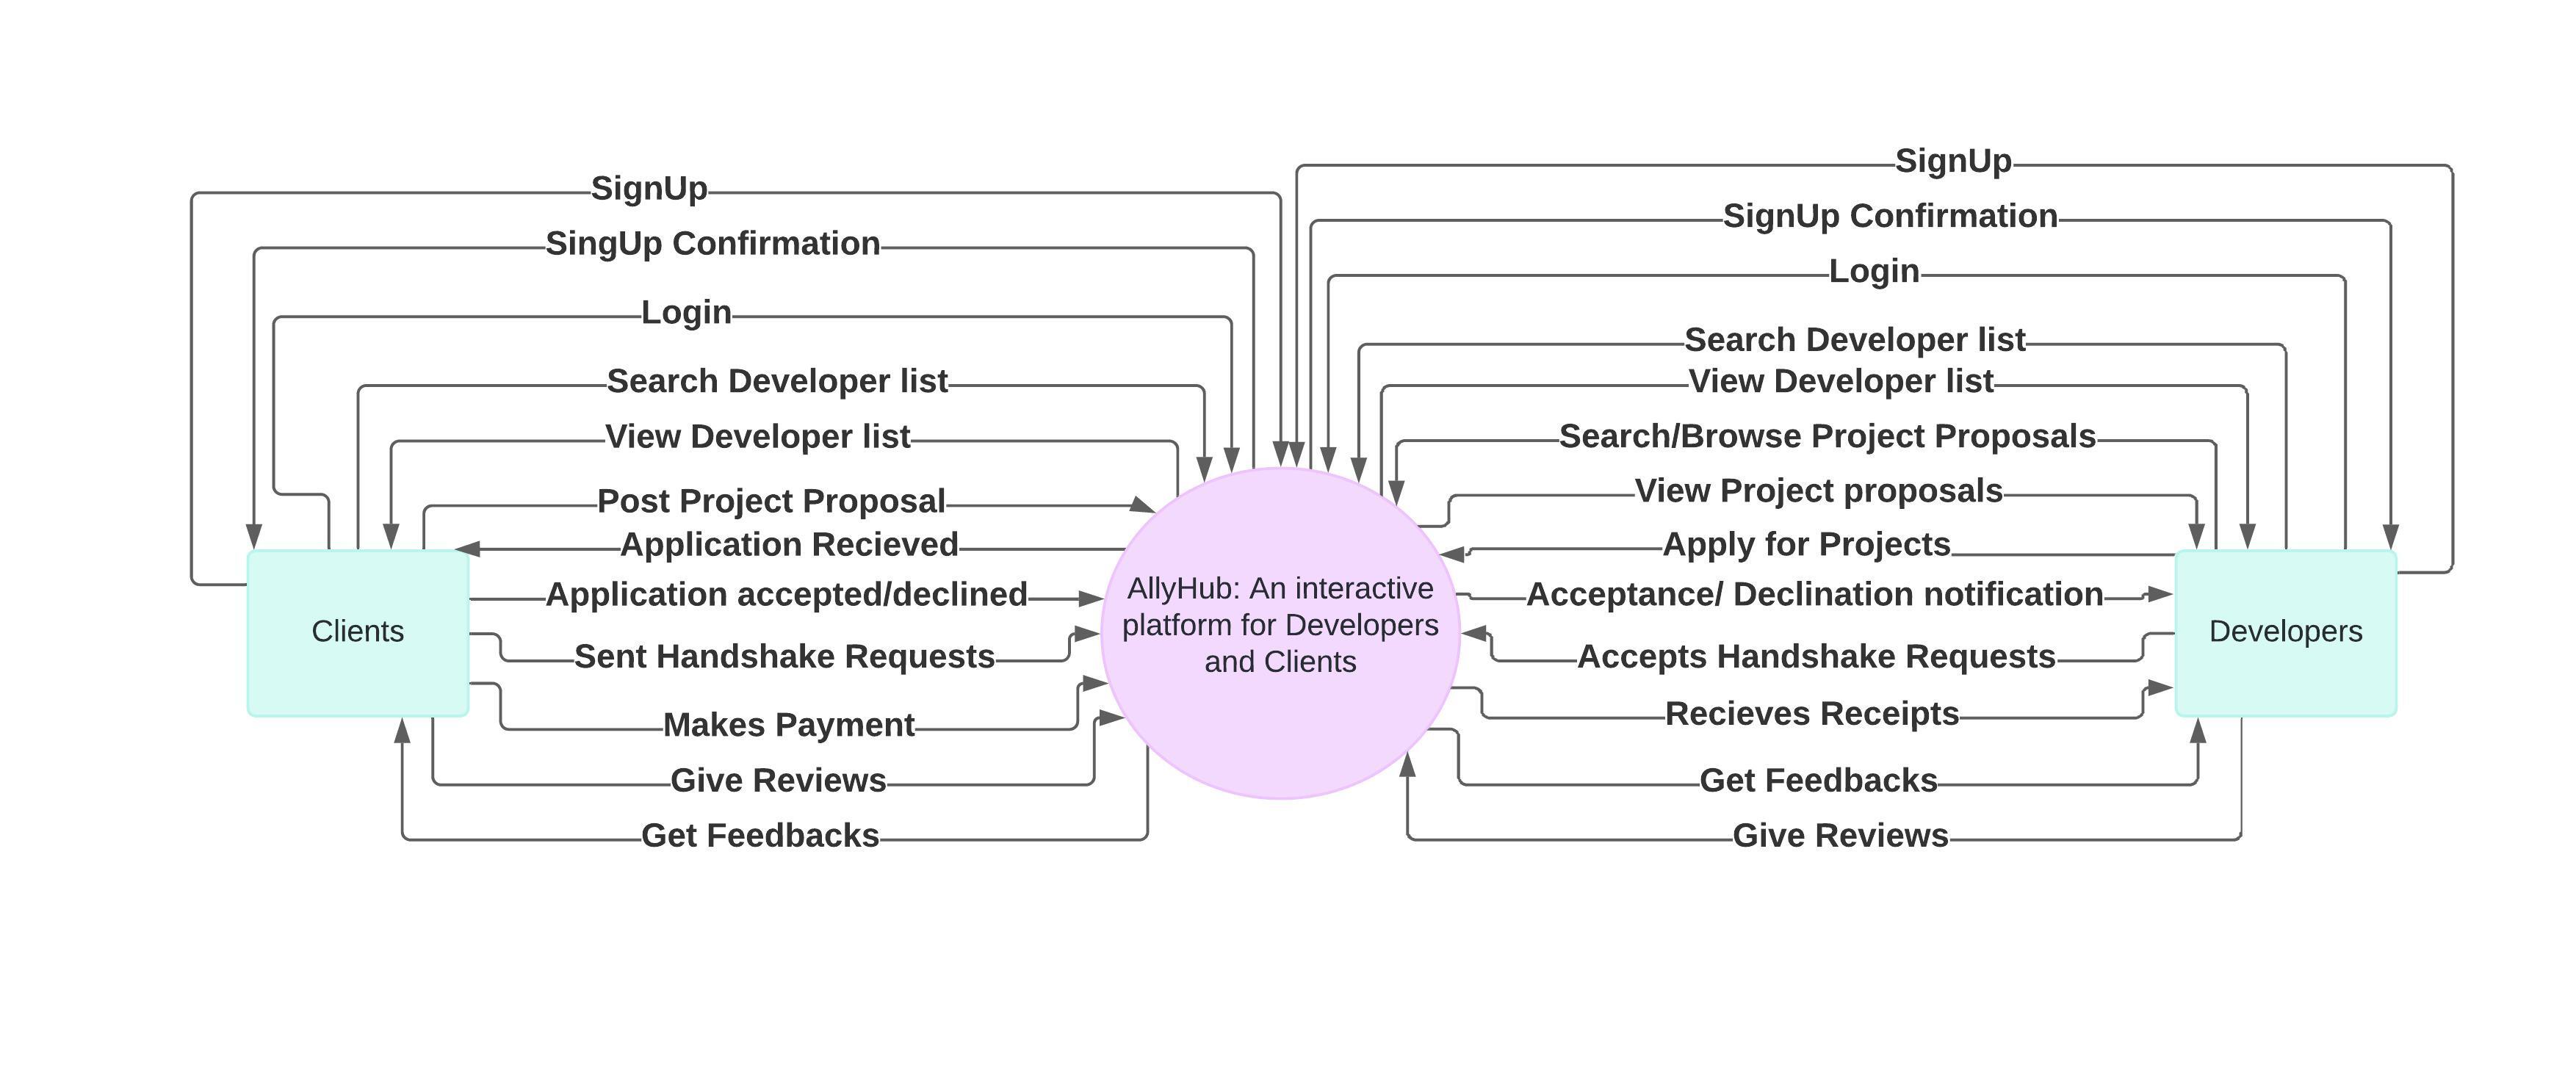 SignUp
SingUp Confirmation
Login
Search Developer list
View Developer list
Post Project Proposal
Application Recieved
Application accepted/declined
Sent Handshake Requests
Makes Payment
Give Reviews
Get Feedbacks
Clients
AllyHub: An interactive
platform for Developers
and Clients
SignUp
SignUp Confirmation
Login
Search Developer list
View Developer list
Search/Browse Project Proposals
View Project proposals
Apply for Projects
Acceptance/ Declination notification
Accepts Handshake Requests
Recieves Receipts
Get Feedbacks
Give Reviews
Developers